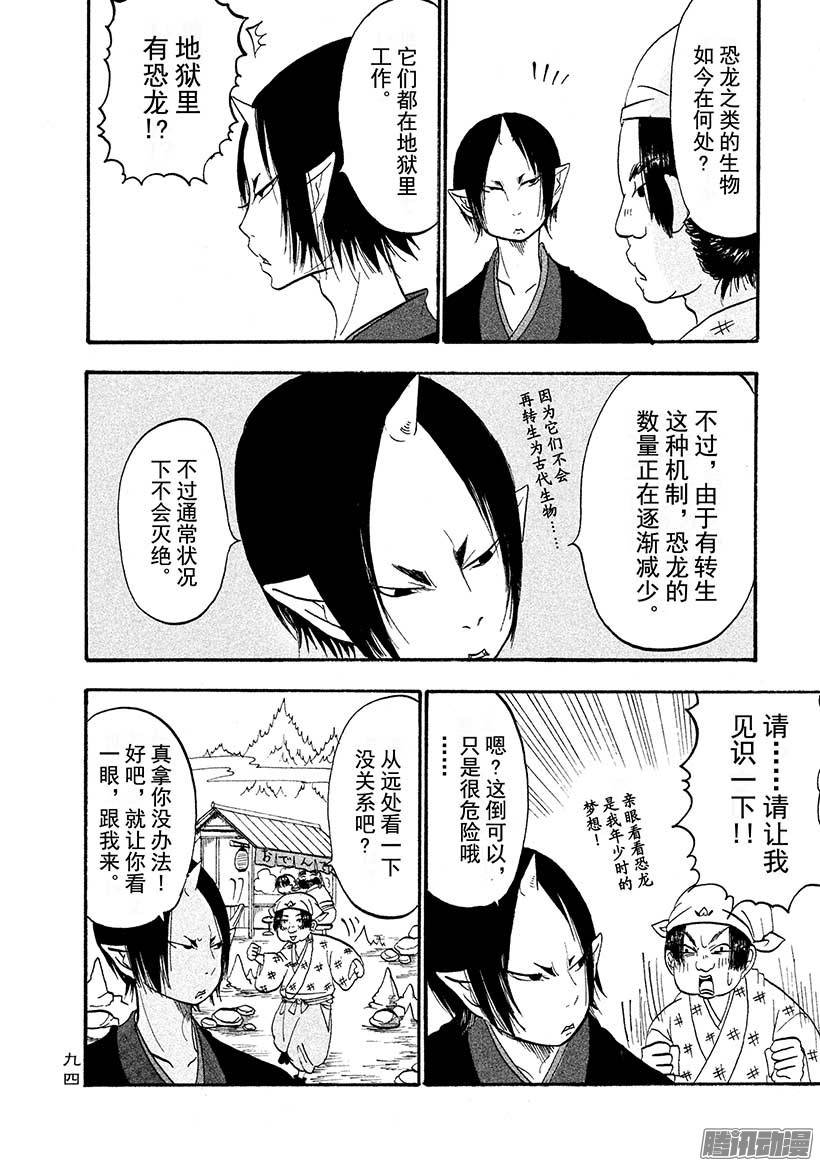 恐龙之类的生物
如今在何处？
它们都在地狱里
工作。
地狱里
有恐龙
!?
不过，由于有转生
这种机制，恐龙的
数量正在逐渐减少。
因为它们不会
再转生为古代生物……
不过通常状况
下不会灭绝。
请……请让我
见识一下!!
亲眼看看恐龙
是我年少时的
梦想！
嗯？这倒可以，
只是很危险哦
……
从远处看一下
没关系吧？
真拿你没办法！
好吧，就让你看
一眼，跟我来。
おでん
九四
腾讯动漫